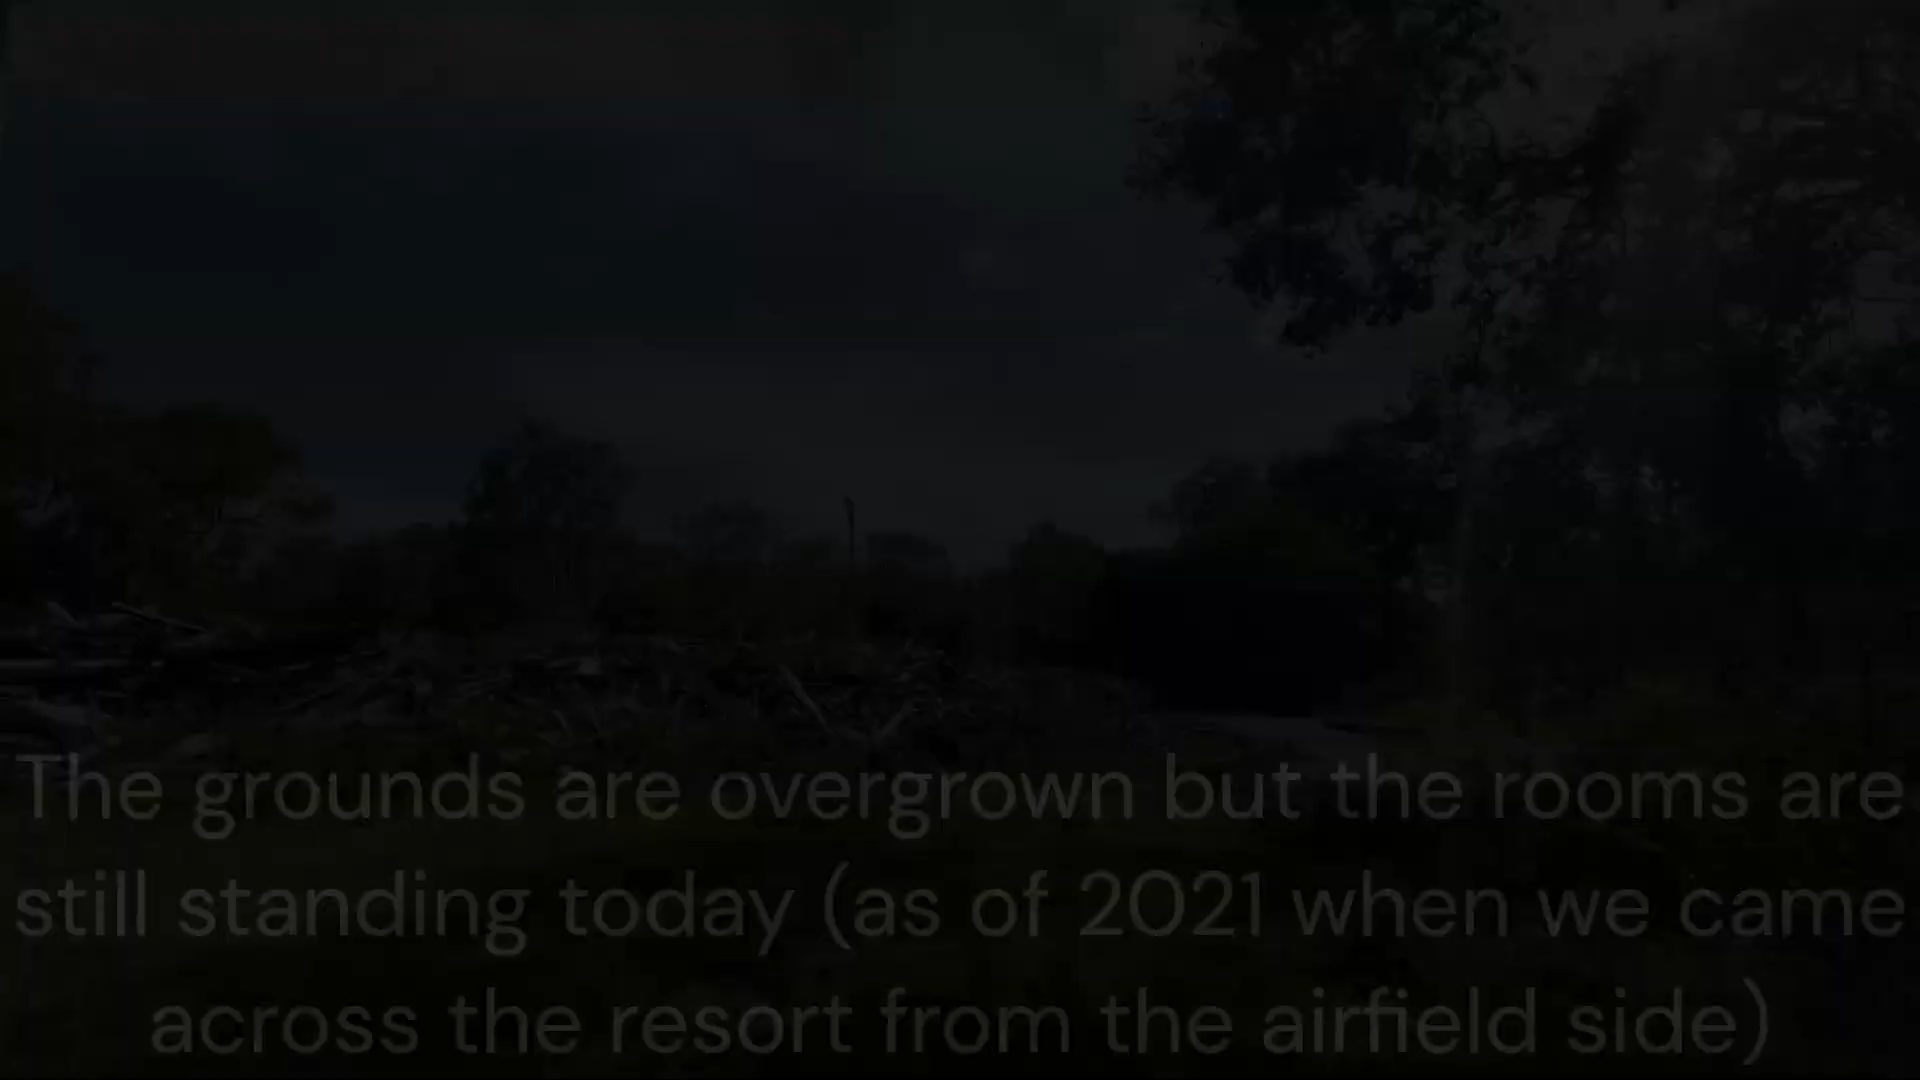 The grounds are overgrown but the rooms are
still standing today (as of 2021 when we came
across the resort from the airfield side)